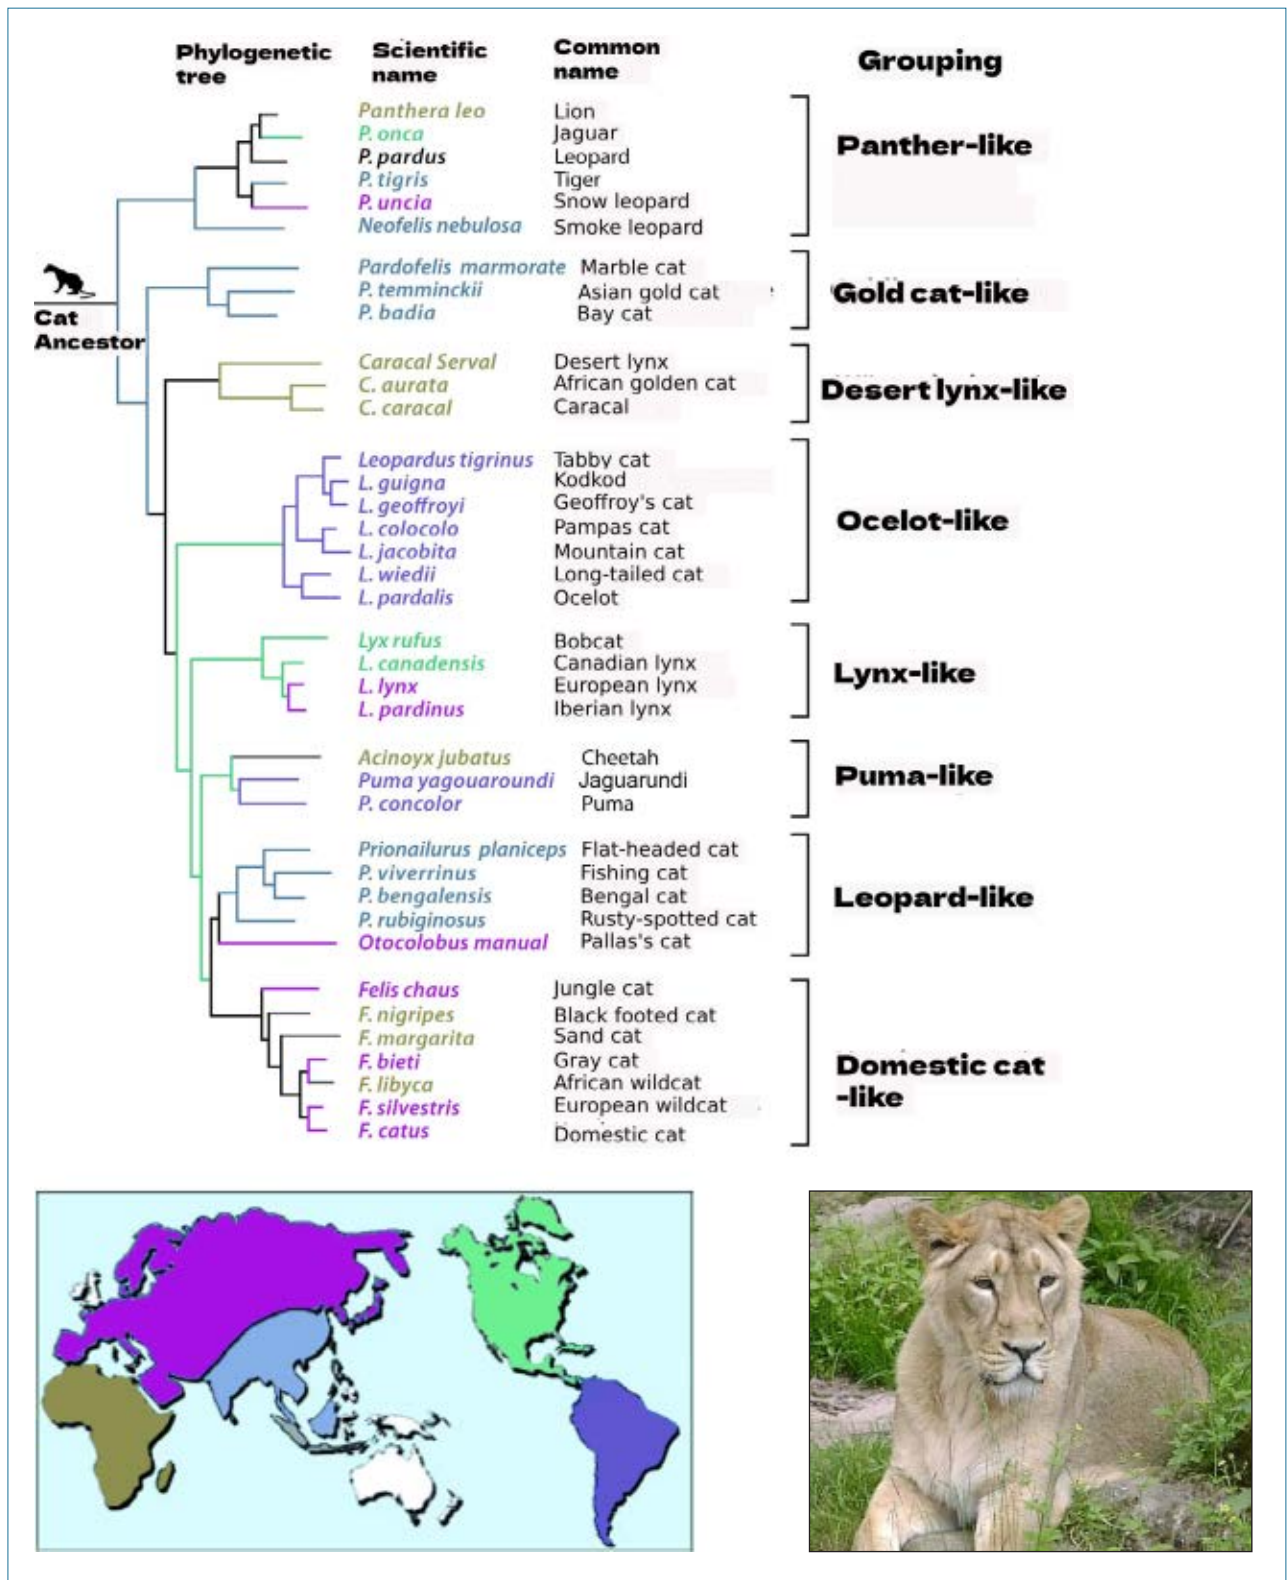 Phylogenetic tree
Scientific name
Common name
Grouping
Cat Ancestor
Panthera leo Lion
P. onca Jaguar
P. pardus Leopard
P. tigris Tiger
P. uncia Snow leopard
Neofelis nebulosa Smoke leopard
Panther-like
Pardofelis marmorate Marble cat
P. temminckii Asian gold cat
P. badia Bay cat
Gold cat-like
Caracal Serval Desert lynx
C. aurata African golden cat
C. caracal Caracal
Desert lynx-like
Leopardus tigrinus Tabby cat
L. guigna Kodkod
L. geoffroyi Geoffroy's cat
L. colocolo Pampas cat
L. jacobita Mountain cat
L. wiedii Long-tailed cat
L. pardalis Ocelot
Ocelot-like
Lyx rufus Bobcat
L. canadensis Canadian lynx
L. lynx European lynx
L. pardinus Iberian lynx
Lynx-like
Acinoyx jubatus Cheetah
Puma yagouaroundi Jaguarundi
P. concolor Puma
Puma-like
Prionailurus planiceps Flat-headed cat
P. viverrinus Fishing cat
P. bengalensis Bengal cat
P. rubiginosus Rusty-spotted cat
Otocolobus manual Pallas's cat
Leopard-like
Felis chaus Jungle cat
F. nigripes Black footed cat
F. margarita Sand cat
F. bieti Gray cat
F. libyca African wildcat
F. silvestris European wildcat
F. catus Domestic cat
Domestic cat
-like